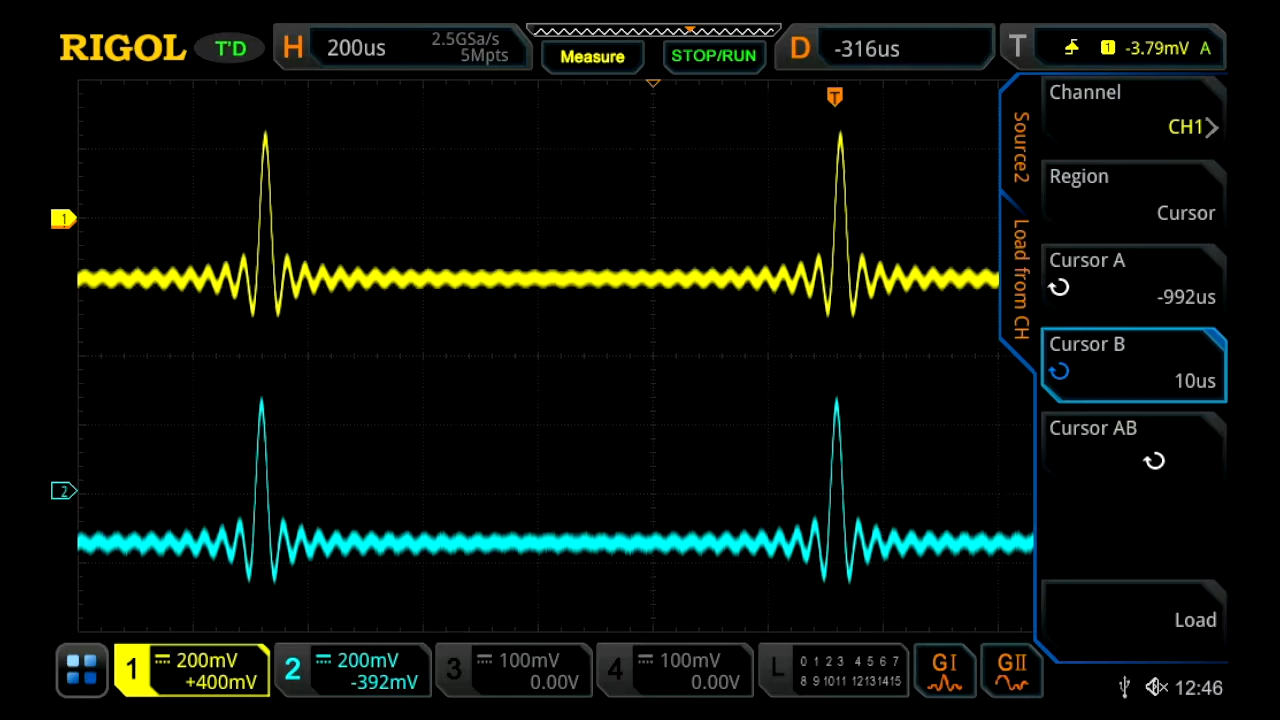 RIGOL
T'D
H
200us
2.5GSa/s
5Mpts
Measure
STOP/RUN
D
-316us
T
1
-3.79mV
A
T
Source2
Load from CH
Channel
CH1
Region
Cursor
Cursor A
-992us
Cursor B
10us
Cursor AB
Load
1
2
1
200mV
+400mV
2
200mV
-392mV
3
100mV
0.00V
4
100mV
0.00V
L
0 1 2 3 4 5 6 7
8 9 10 11 12 13 14 15
GI
GII
12:46